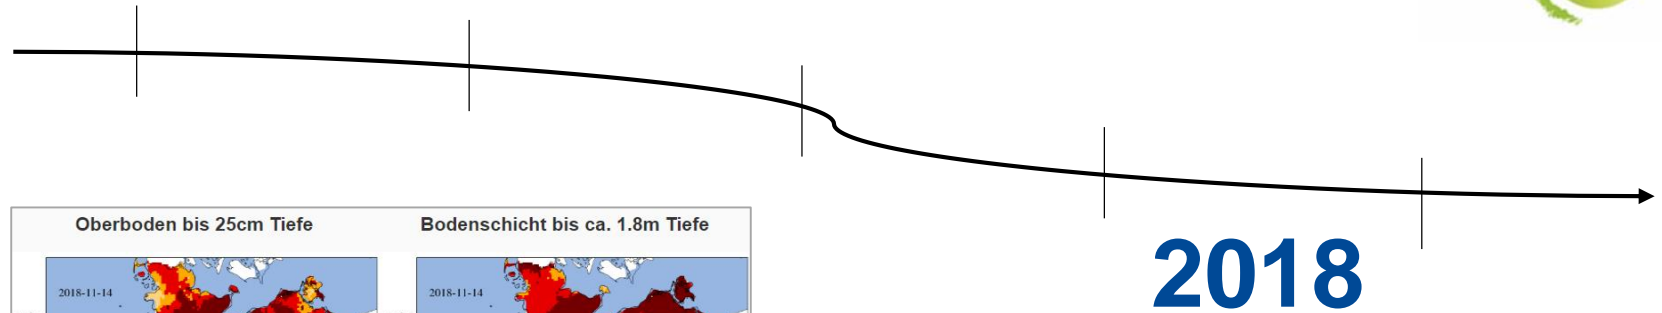 Oberboden bis 25cm Tiefe
Bodenschicht bis ca. 1.8m Tiefe
2018-11-14
2018-11-14
2018